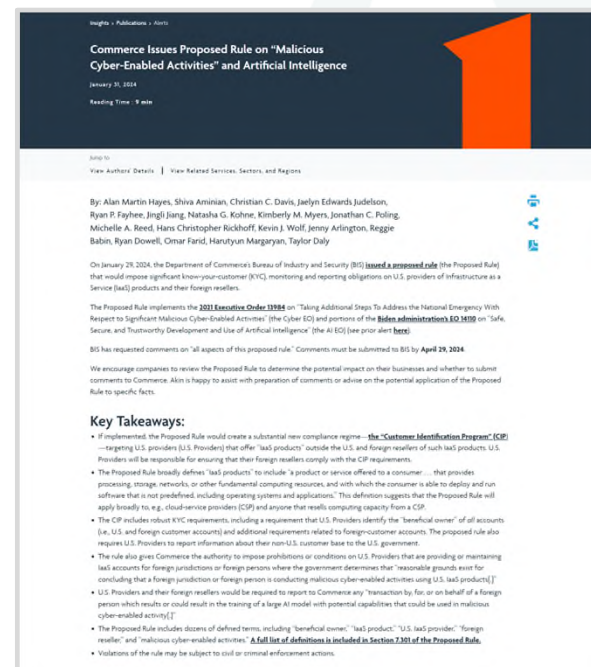 Insights > Publications > Alerts
Commerce Issues Proposed Rule on "Malicious
Cyber-Enabled Activities" and Artificial Intelligence
January 31, 2024
Reading Time : 9 min
Jump to
View Authors' Details | View Related Services, Sectors, and Regions
By: Alan Martin Hayes, Shiva Aminian, Christian C. Davis, Jaelyn Edwards Judelson,
Ryan P. Fayhee, Jingli Jiang, Natasha G. Kohne, Kimberly M. Myers, Jonathan C. Poling,
Michelle A. Reed, Hans Christopher Rickhoff, Kevin J. Wolf, Jenny Arlington, Reggie
Babin, Ryan Dowell, Omar Farid, Harutyun Margaryan, Taylor Daly
On January 29, 2024, the Department of Commerce's Bureau of Industry and Security (BIS) issued a proposed rule (the Proposed Rule)
that would impose significant know-your-customer (KYC), monitoring and reporting obligations on U.S. providers of Infrastructure as a
Service (IaaS) products and their foreign resellers.
The Proposed Rule implements the 2021 Executive Order 13984 on "Taking Additional Steps To Address the National Emergency With
Respect to Significant Malicious Cyber-Enabled Activities" (the Cyber EO) and portions of the Biden administration's EO 14110 on "Safe,
Secure, and Trustworthy Development and Use of Artificial Intelligence" (the AI EO) (see prior alert here).
BIS has requested comments on "all aspects of this proposed rule." Comments must be submitted to BIS by April 29, 2024.
We encourage companies to review the Proposed Rule to determine the potential impact on their businesses and whether to submit
comments to Commerce. Akin is happy to assist with preparation of comments or advise on the potential application of the Proposed
Rule to specific facts.
Key Takeaways:
• If implemented, the Proposed Rule would create a substantial new compliance regime—the "Customer Identification Program" (CIP)
—targeting U.S. providers (U.S. Providers) that offer "IaaS products" outside the U.S. and foreign resellers of such IaaS products. U.S.
Providers will be responsible for ensuring that their foreign resellers comply with the CIP requirements.
• The Proposed Rule broadly defines "IaaS products" to include "a product or service offered to a consumer … that provides
processing, storage, networks, or other fundamental computing resources, and with which the consumer is able to deploy and run
software that is not predefined, including operating systems and applications." This definition suggests that the Proposed Rule will
apply broadly to, e.g., cloud-service providers (CSP) and anyone that resells computing capacity from a CSP.
• The CIP includes robust KYC requirements, including a requirement that U.S. Providers identify the "beneficial owner" of all accounts
(i.e., U.S. and foreign customer accounts) and additional requirements related to foreign-customer accounts. The proposed rule also
requires U.S. Providers to report information about their non-U.S. customer base to the U.S. government.
• The rule also gives Commerce the authority to impose prohibitions or conditions on U.S. Providers that are providing or maintaining
IaaS accounts for foreign jurisdictions or foreign persons where the government determines that "reasonable grounds exist for
concluding that a foreign jurisdiction or foreign person is conducting malicious cyber-enabled activities using U.S. IaaS products[.]"
• U.S. Providers and their foreign resellers would be required to report to Commerce any "transaction by, for, or on behalf of a foreign
person which results or could result in the training of a large AI model with potential capabilities that could be used in malicious
cyber-enabled activity[.]"
• The Proposed Rule includes dozens of defined terms, including "beneficial owner," "IaaS product," "U.S. IaaS provider," "foreign
reseller," and "malicious cyber-enabled activities." A full list of definitions is included in Section 7.301 of the Proposed Rule.
• Violations of the rule may be subject to civil or criminal enforcement actions.